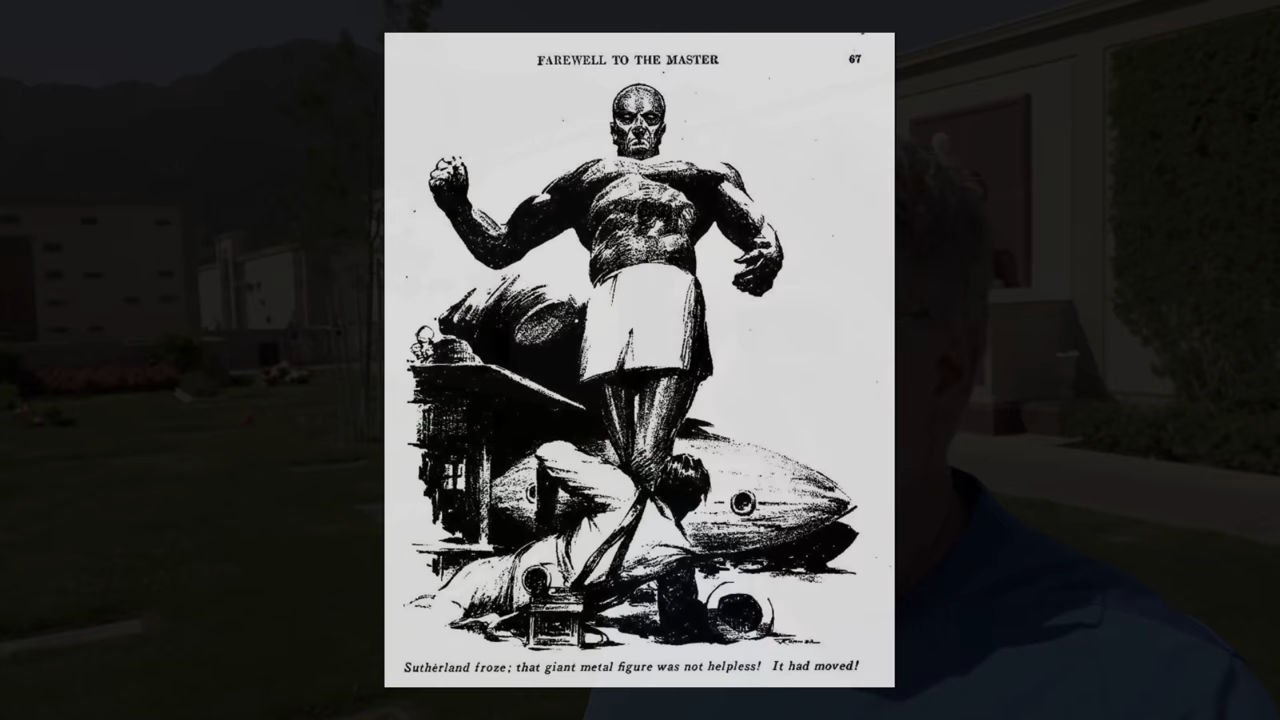 FAREWELL TO THE MASTER
67
Sutherland froze; that giant metal figure was not helpless! It had moved!